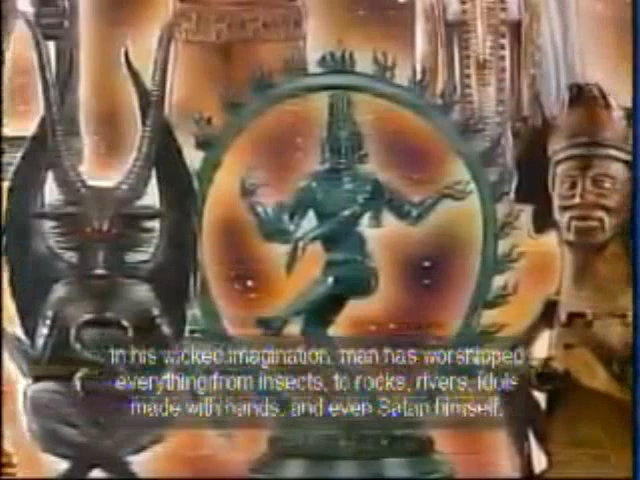 In his wicked imagination, man has worshipped
everything from insects, to rocks, rivers, idols
made with hands, and even Satan himself.